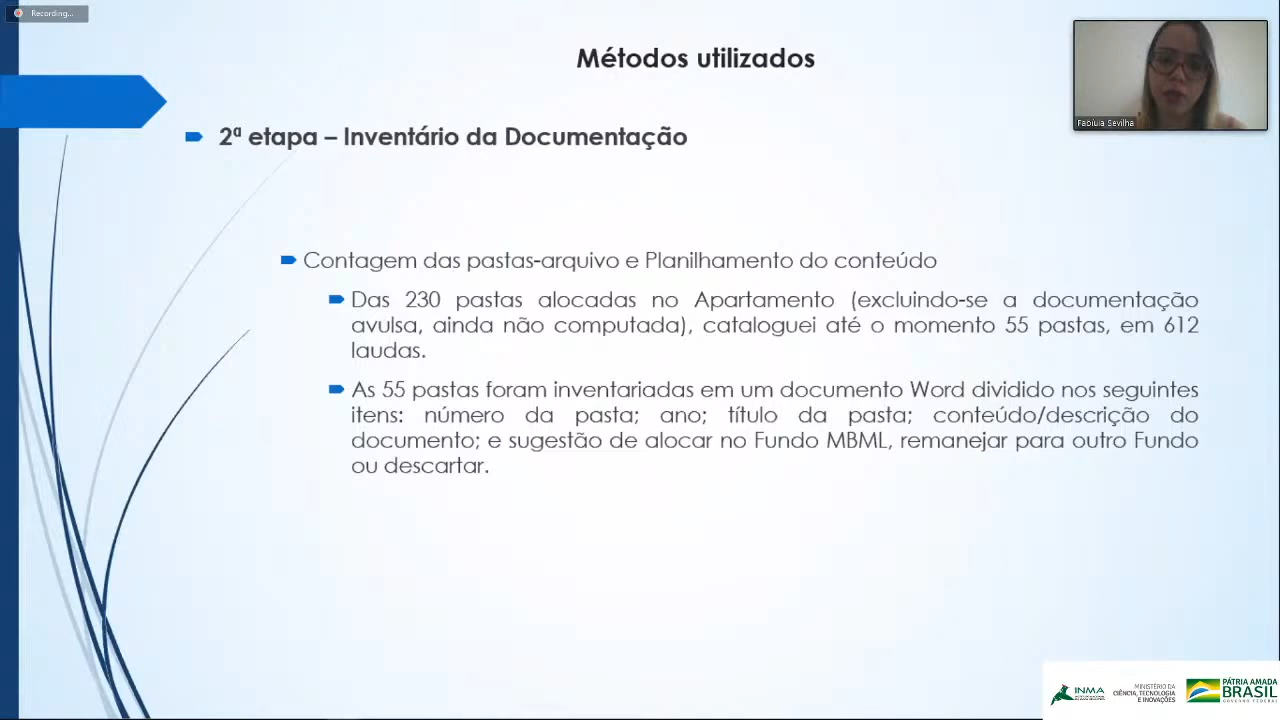 Recording...
Métodos utilizados
Fabíula Sevilha
2ª etapa – Inventário da Documentação
Contagem das pastas-arquivo e Planilhamento do conteúdo
Das 230 pastas alocadas no Apartamento (excluindo-se a documentação
avulsa, ainda não computada), cataloguei até o momento 55 pastas, em 612
laudas.
As 55 pastas foram inventariadas em um documento Word dividido nos seguintes
itens: número da pasta; ano; título da pasta; conteúdo/descrição do
documento; e sugestão de alocar no Fundo MBML, remanejar para outro Fundo
ou descartar.
INMA
MINISTÉRIO DA
CIÊNCIA, TECNOLOGIA
E INOVAÇÕES
PÁTRIA AMADA
BRASIL
GOVERNO FEDERAL